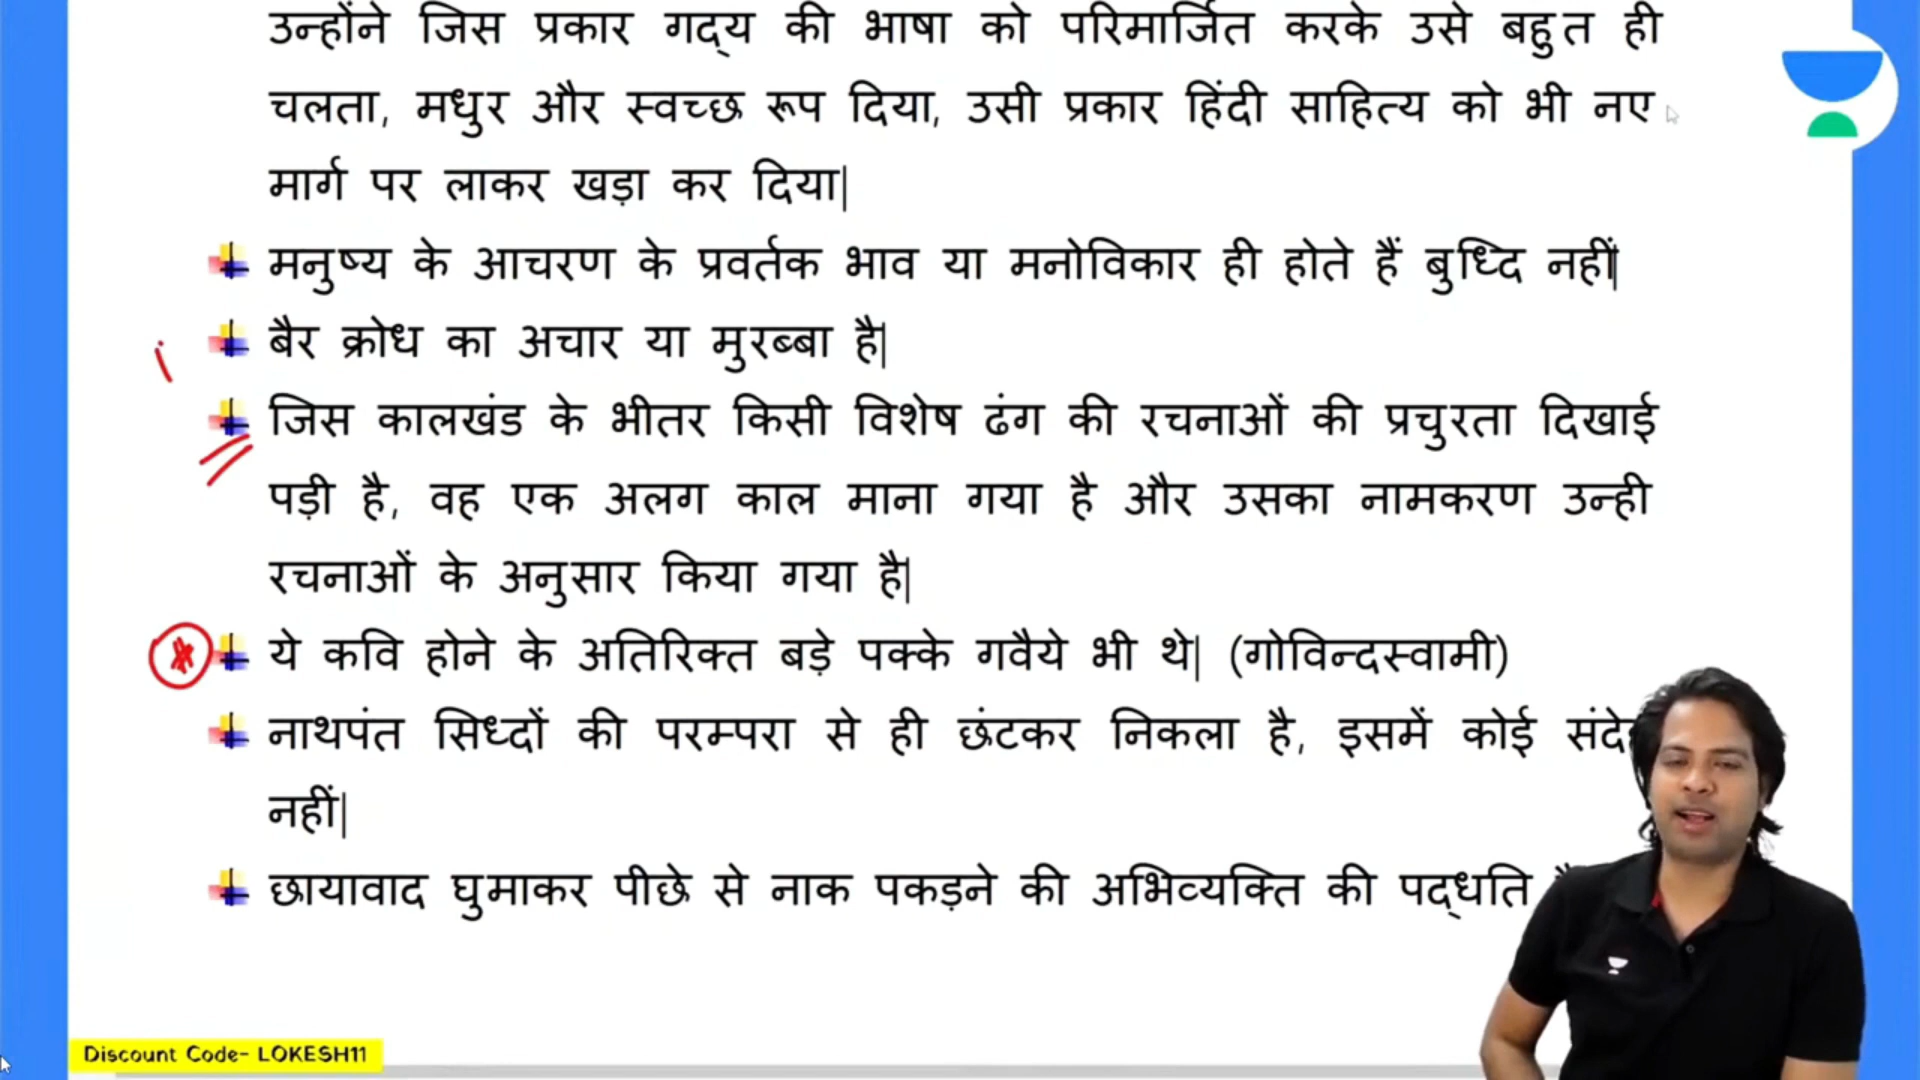 उन्होंने जिस प्रकार गद्य की भाषा को परिमार्जित करके उसे बहुत ही
चलता, मधुर और स्वच्छ रूप दिया, उसी प्रकार हिंदी साहित्य को भी नए
मार्ग पर लाकर खड़ा कर दिया|
मनुष्य के आचरण के प्रवर्तक भाव या मनोविकार ही होते हैं बुध्दि नहीं|
बैर क्रोध का अचार या मुरब्बा है|
जिस कालखंड के भीतर किसी विशेष ढंग की रचनाओं की प्रचुरता दिखाई
पड़ी है, वह एक अलग काल माना गया है और उसका नामकरण उन्ही
रचनाओं के अनुसार किया गया है|
ये कवि होने के अतिरिक्त बड़े पक्के गवैये भी थे| (गोविन्दस्वामी)
नाथपंत सिध्दों की परम्परा से ही छंटकर निकला है, इसमें कोई
नहीं|
छायावाद घुमाकर पीछे से नाक पकड़ने की अभिव्यक्ति की पद्धति
Discount Code- LOKESH11